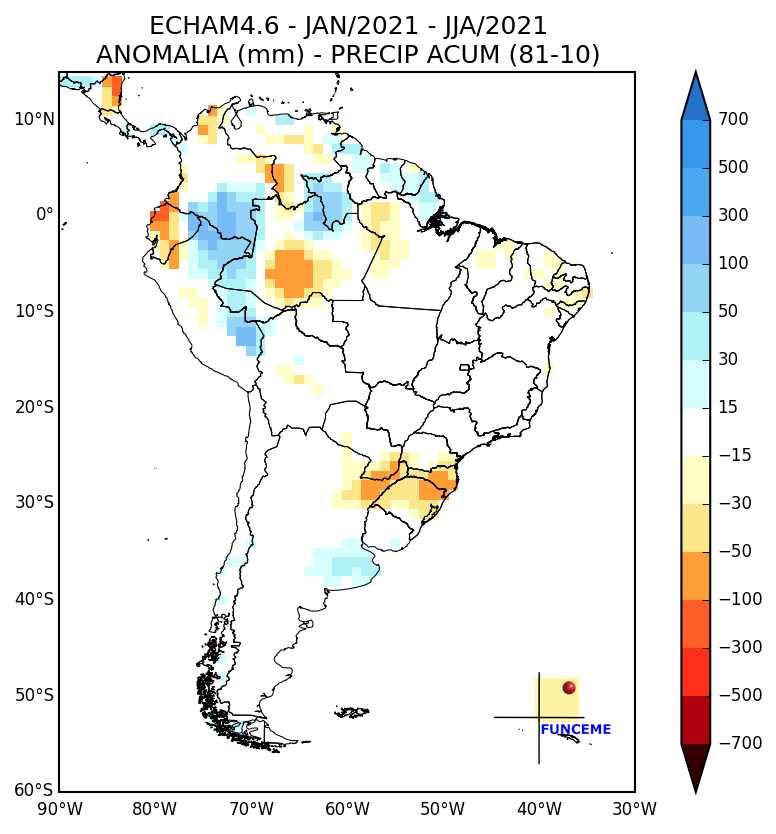 ECHAM4.6 - JAN/2021 - JJA/2021
ANOMALIA (mm) - PRECIP ACUM (81-10)
10°N
0°
10°S
20°S
30°S
40°S
50°S
60°S
90°W 80°W 70°W 60°W 50°W 40°W 30°W
700
500
300
100
50
30
15
−15
−30
−50
−100
−300
−500
−700
FUNCEME